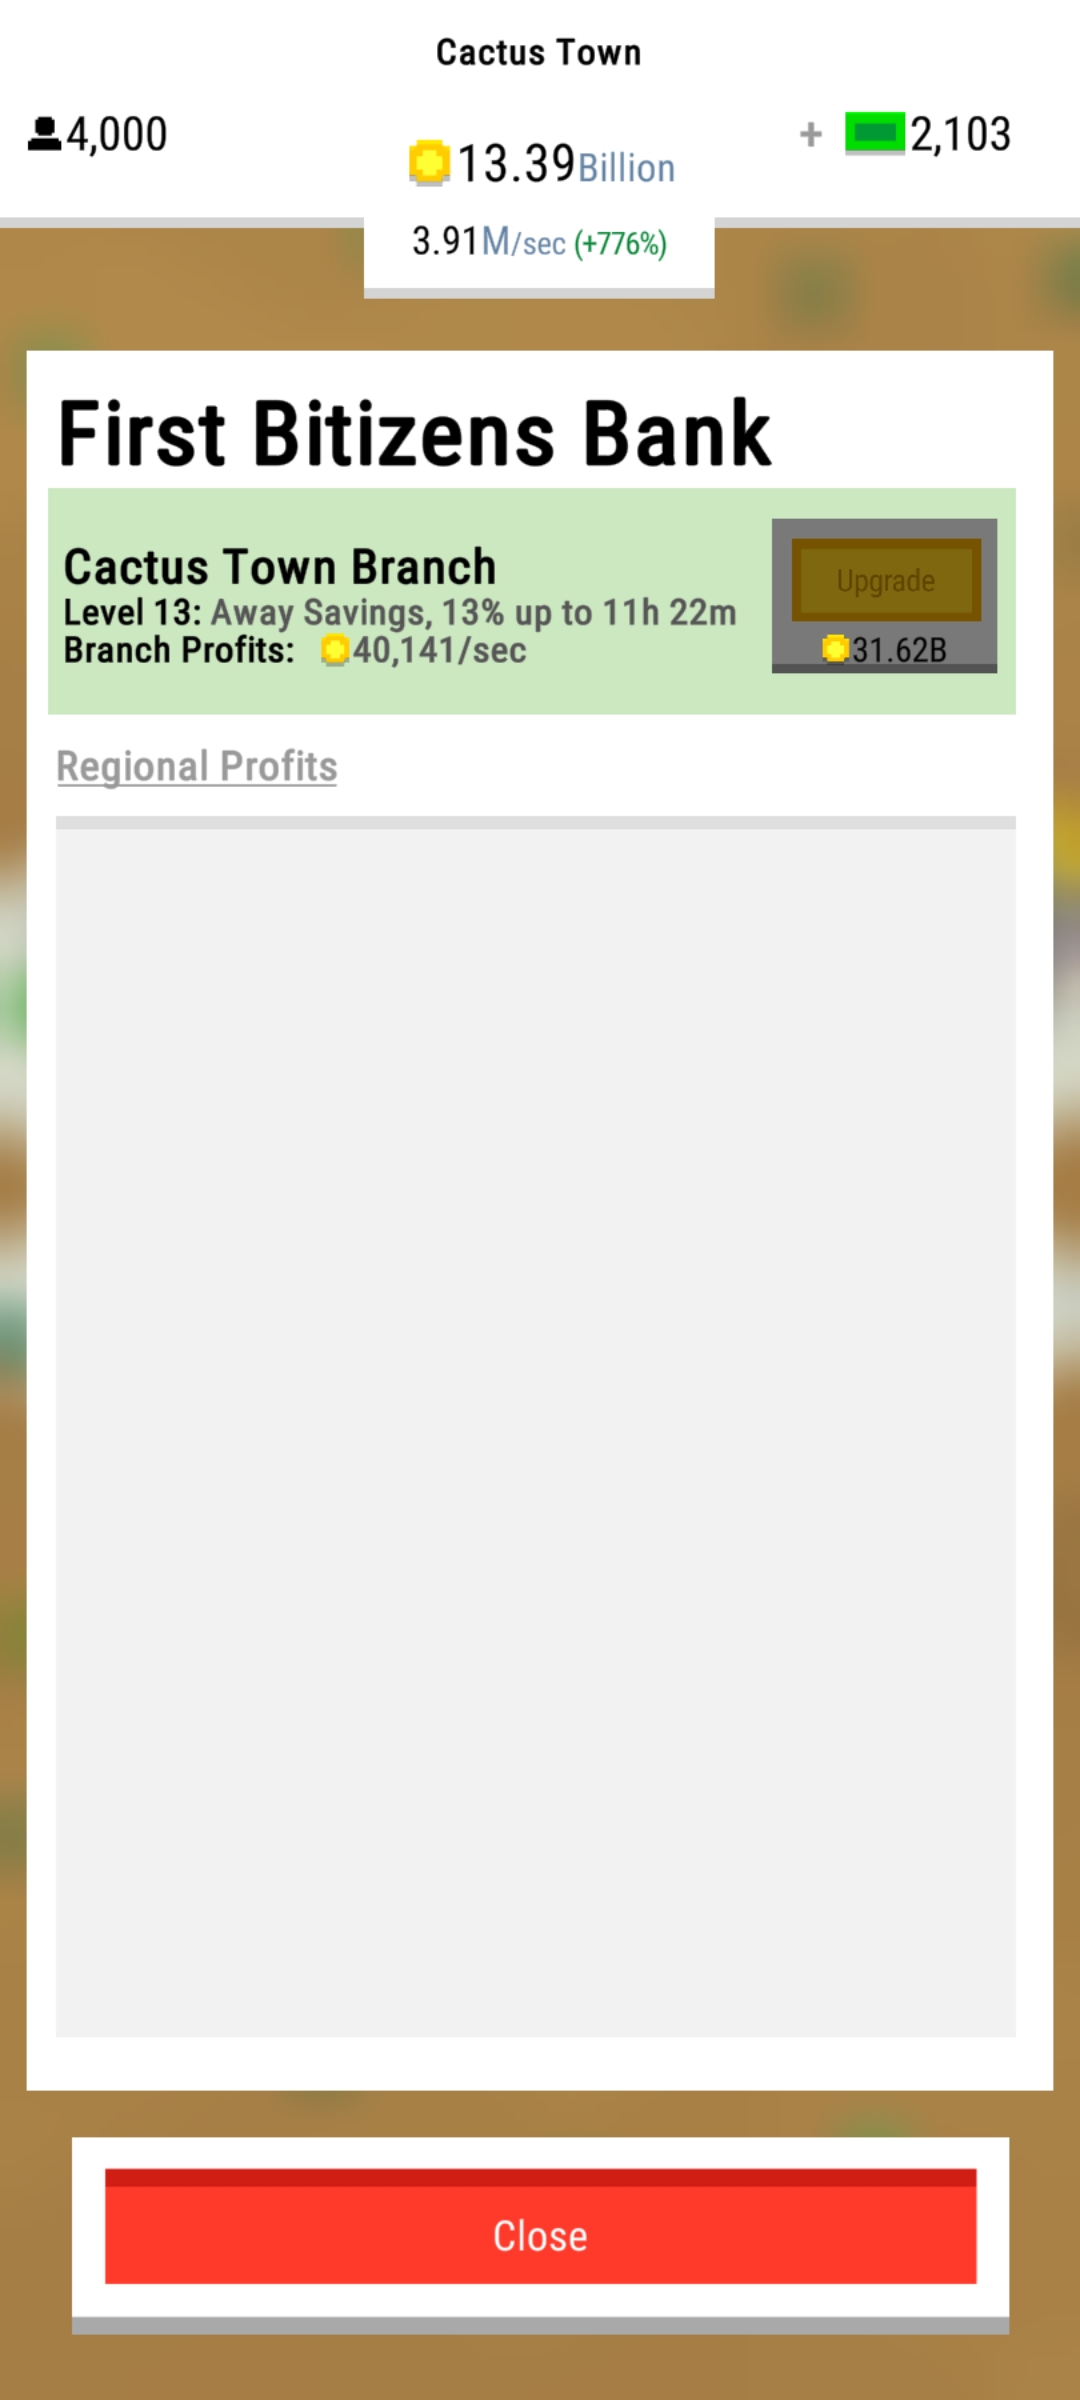 Cactus Town
4,000
13.39Billion
+ 2,103
3.91M/sec (+776%)
First Bitizens Bank
Cactus Town Branch
Level 13: Away Savings, 13% up to 11h 22m
Branch Profits: 40,141/sec
Upgrade
31.62B
Regional Profits
Close